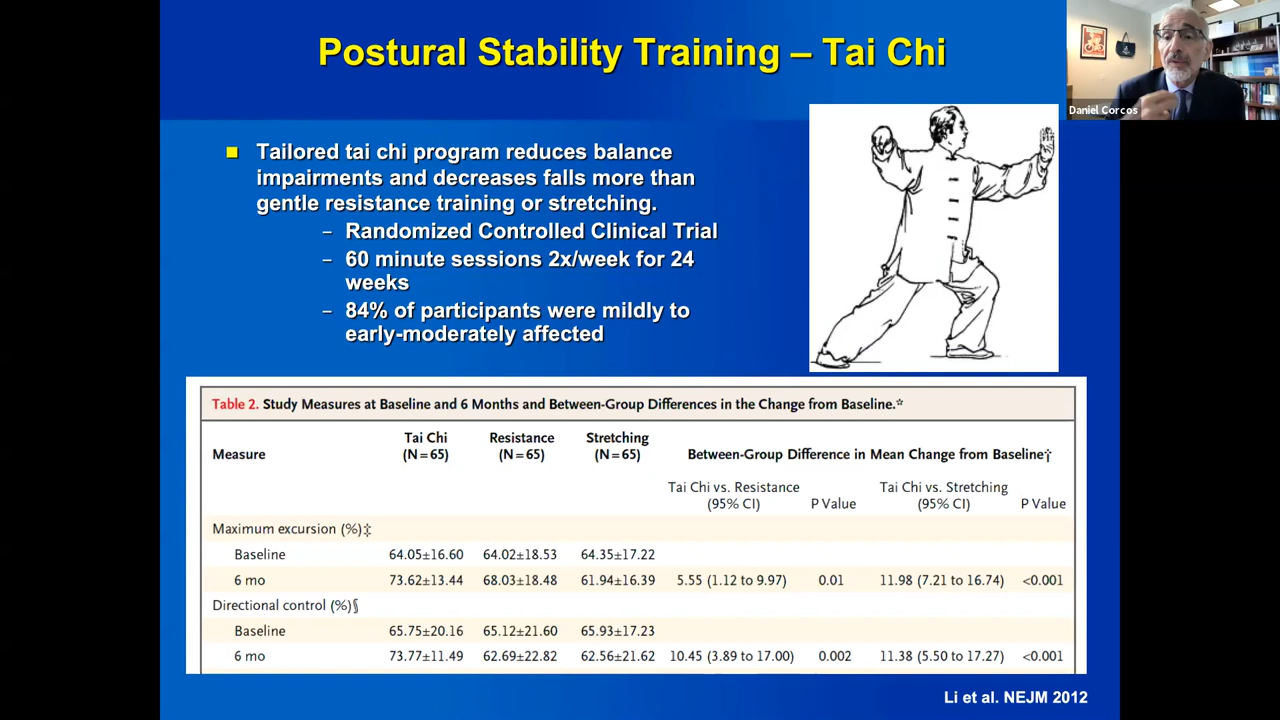 Postural Stability Training – Tai Chi
Daniel Corcos
Tailored tai chi program reduces balance
impairments and decreases falls more than
gentle resistance training or stretching.
– Randomized Controlled Clinical Trial
– 60 minute sessions 2x/week for 24
weeks
– 84% of participants were mildly to
early-moderately affected
Table 2. Study Measures at Baseline and 6 Months and Between-Group Differences in the Change from Baseline.*
Measure
Tai Chi
(N=65)
Resistance
(N=65)
Stretching
(N=65)
Between-Group Difference in Mean Change from Baseline†
Tai Chi vs. Resistance
(95% CI)
P Value
Tai Chi vs. Stretching
(95% CI)
P Value
Maximum excursion (%)‡
Baseline 64.05±16.60 64.02±18.53 64.35±17.22
6 mo 73.62±13.44 68.03±18.48 61.94±16.39 5.55 (1.12 to 9.97) 0.01 11.98 (7.21 to 16.74) <0.001
Directional control (%)§
Baseline 65.75±20.16 65.12±21.60 65.93±17.23
6 mo 73.77±11.49 62.69±22.82 62.56±21.62 10.45 (3.89 to 17.00) 0.002 11.38 (5.50 to 17.27) <0.001
Li et al. NEJM 2012